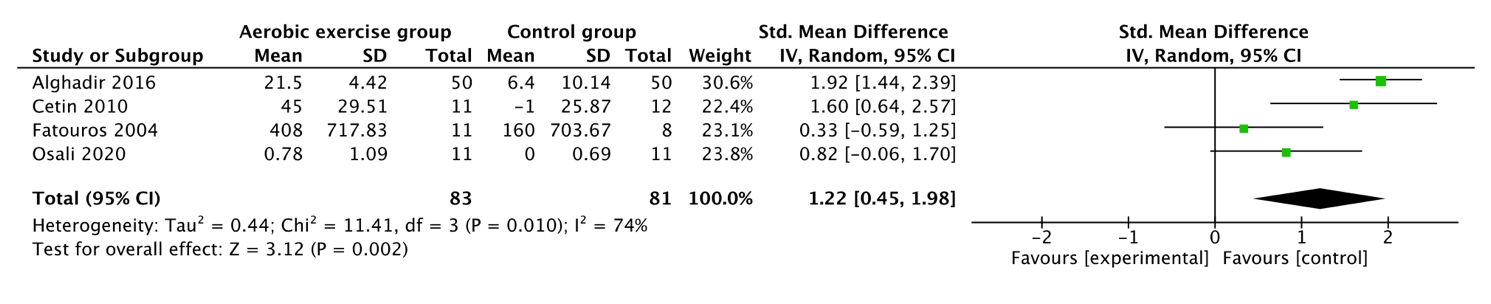 Aerobic exercise group Control group Std. Mean Difference Std. Mean Difference
Study or Subgroup Mean SD Total Mean SD Total Weight IV, Random, 95% CI IV, Random, 95% CI
Alghadir 2016 21.5 4.42 50 6.4 10.14 50 30.6% 1.92 [1.44, 2.39]
Cetin 2010 45 29.51 11 −1 25.87 12 22.4% 1.60 [0.64, 2.57]
Fatouros 2004 408 717.83 11 160 703.67 8 23.1% 0.33 [−0.59, 1.25]
Osali 2020 0.78 1.09 11 0 0.69 11 23.8% 0.82 [−0.06, 1.70]
Total (95% CI) 83 81 100.0% 1.22 [0.45, 1.98]
Heterogeneity: Tau² = 0.44; Chi² = 11.41, df = 3 (P = 0.010); I² = 74%
Test for overall effect: Z = 3.12 (P = 0.002)
−2 −1 0 1 2
Favours [experimental] Favours [control]